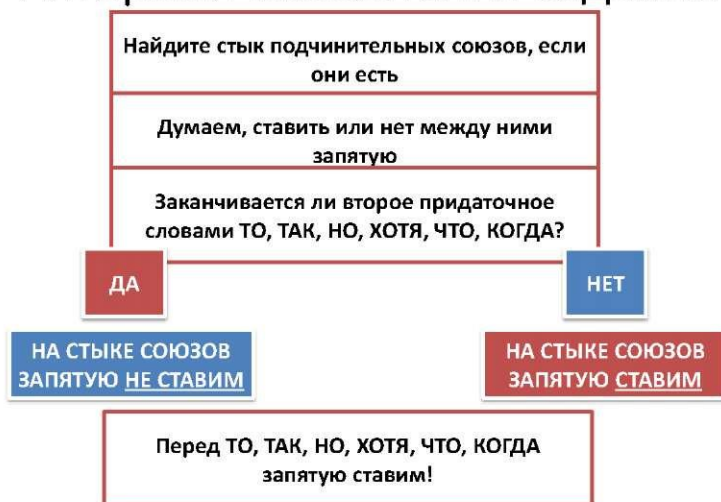 Найдите стык подчинительных союзов, если
они есть
Думаем, ставить или нет между ними
запятую
Заканчивается ли второе придаточное
словами ТО, ТАК, НО, ХОТЯ, ЧТО, КОГДА?
ДА
НЕТ
НА СТЫКЕ СОЮЗОВ
ЗАПЯТУЮ НЕ СТАВИМ
НА СТЫКЕ СОЮЗОВ
ЗАПЯТУЮ СТАВИМ
Перед ТО, ТАК, НО, ХОТЯ, ЧТО, КОГДА
запятую ставим!